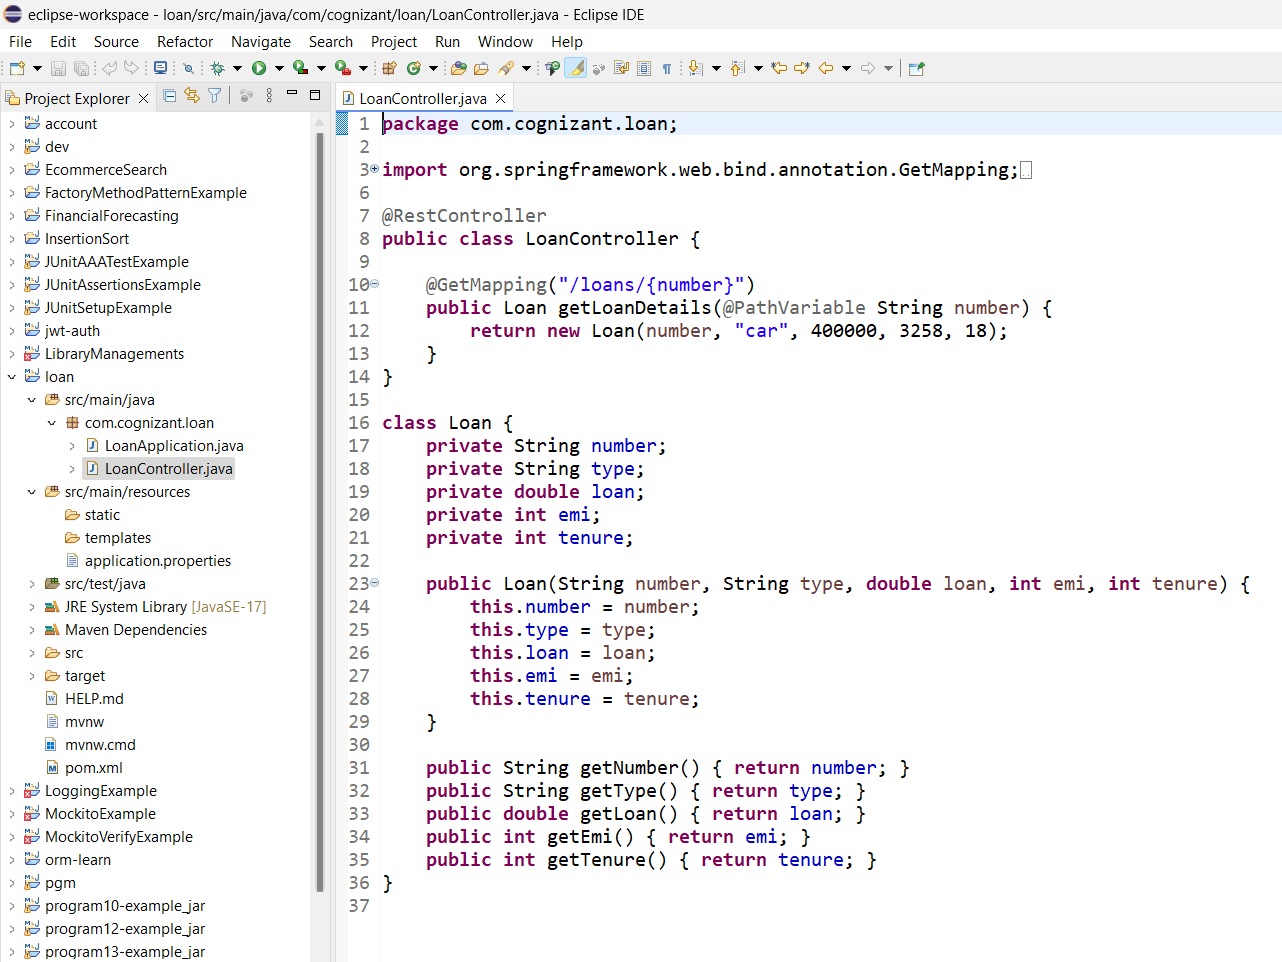 eclipse-workspace - loan/src/main/java/com/cognizant/loan/LoanController.java - Eclipse IDE
File Edit Source Refactor Navigate Search Project Run Window Help
Project Explorer
account
dev
EcommerceSearch
FactoryMethodPatternExample
FinancialForecasting
InsertionSort
JUnitAAATestExample
JUnitAssertionsExample
JUnitSetupExample
jwt-auth
LibraryManagements
loan
src/main/java
com.cognizant.loan
LoanApplication.java
LoanController.java
src/main/resources
static
templates
application.properties
src/test/java
JRE System Library [JavaSE-17]
Maven Dependencies
src
target
HELP.md
mvnw
mvnw.cmd
pom.xml
LoggingExample
MockitoExample
MockitoVerifyExample
orm-learn
pgm
program10-example_jar
program12-example_jar
program13-example_jar
LoanController.java
1 package com.cognizant.loan;
2
3 import org.springframework.web.bind.annotation.GetMapping;
6
7 @RestController
8 public class LoanController {
9
10 @GetMapping("/loans/{number}")
11 public Loan getLoanDetails(@PathVariable String number) {
12 return new Loan(number, "car", 400000, 3258, 18);
13 }
14 }
15
16 class Loan {
17 private String number;
18 private String type;
19 private double loan;
20 private int emi;
21 private int tenure;
22
23 public Loan(String number, String type, double loan, int emi, int tenure) {
24 this.number = number;
25 this.type = type;
26 this.loan = loan;
27 this.emi = emi;
28 this.tenure = tenure;
29 }
30
31 public String getNumber() { return number; }
32 public String getType() { return type; }
33 public double getLoan() { return loan; }
34 public int getEmi() { return emi; }
35 public int getTenure() { return tenure; }
36 }
37